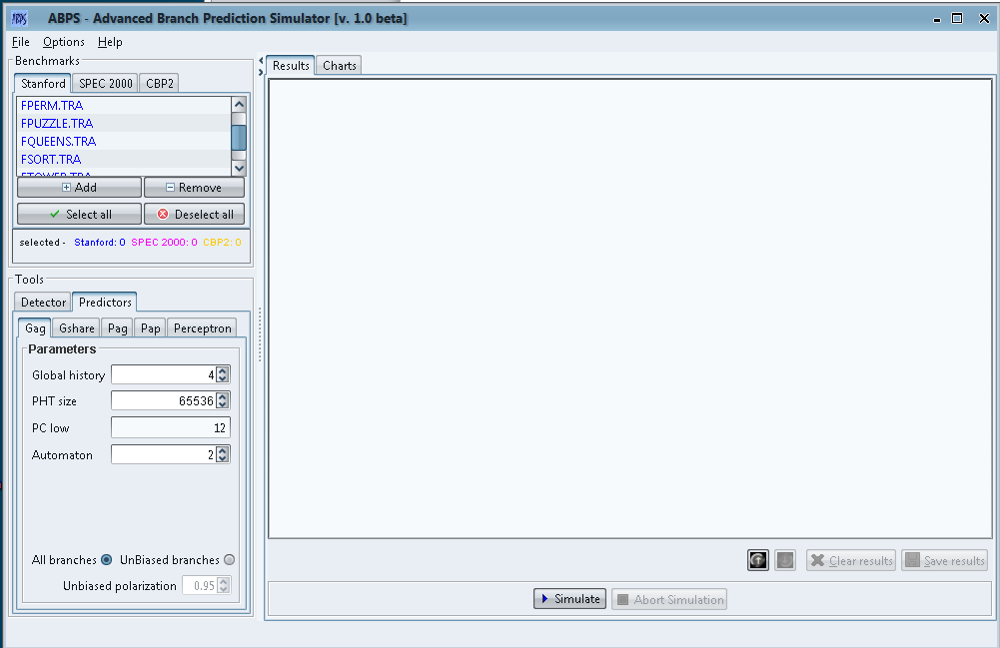 ABPS ABPS - Advanced Branch Prediction Simulator [v. 1.0 beta]
File Options Help
Benchmarks
Stanford SPEC 2000 CBP2
FPERM.TRA
FPUZZLE.TRA
FQUEENS.TRA
FSORT.TRA
FTOWER.TRA
Add Remove
Select all Deselect all
selected - Stanford: 0 SPEC 2000: 0 CBP2: 0
Tools
Detector Predictors
Gag Gshare Pag Pap Perceptron
Parameters
Global history 4
PHT size 65536
PC low 12
Automaton 2
All branches UnBiased branches
Unbiased polarization 0.95
Results Charts
Clear results Save results
Simulate Abort Simulation